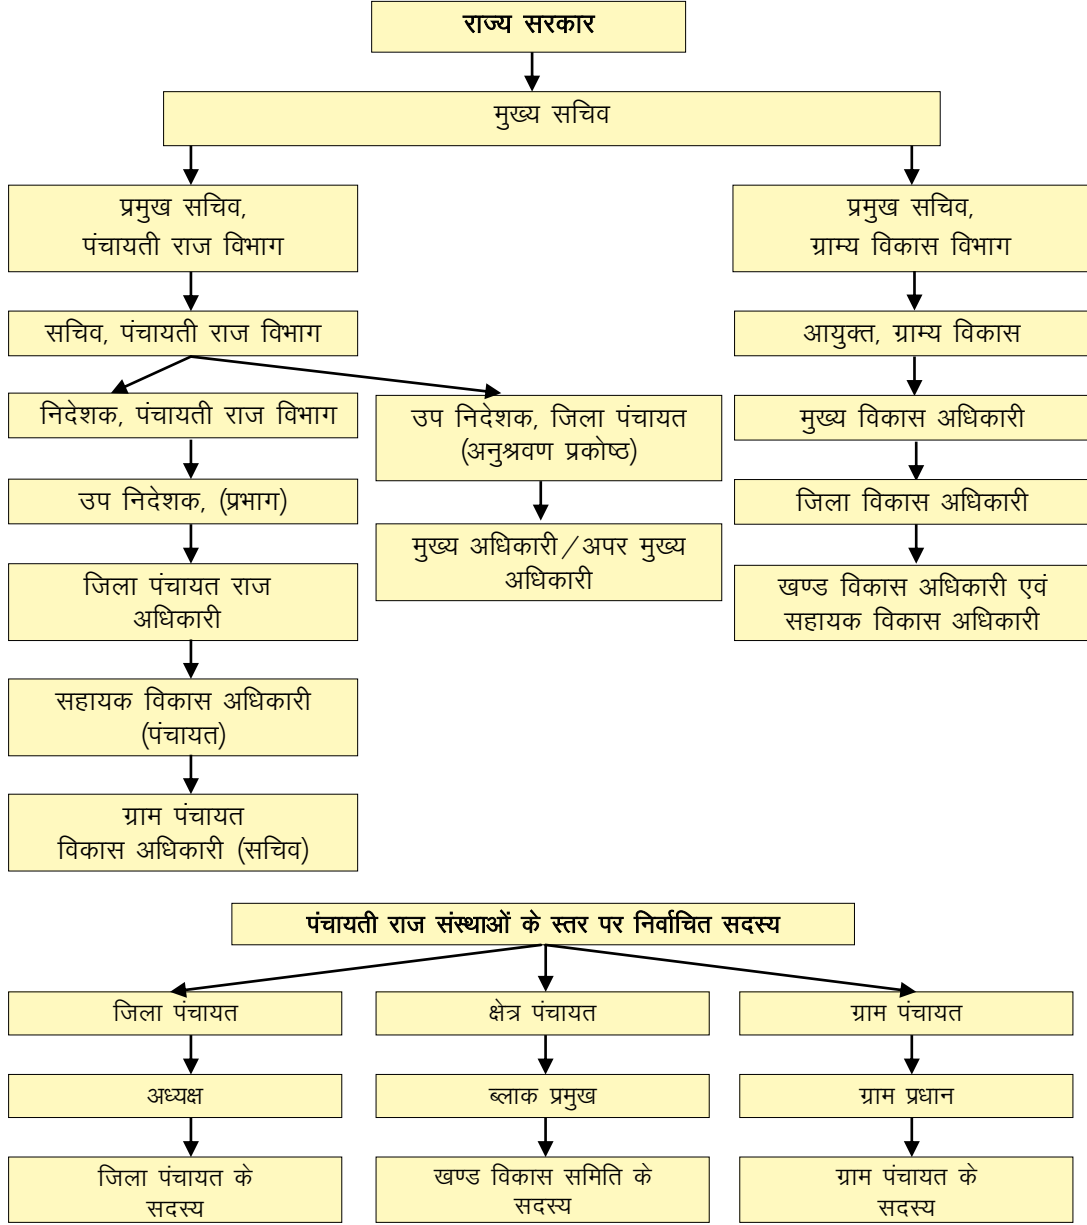 राज्य सरकार
मुख्य सचिव
प्रमुख सचिव,
पंचायती राज विभाग
प्रमुख सचिव,
ग्राम्य विकास विभाग
सचिव, पंचायती राज विभाग
आयुक्त, ग्राम्य विकास
निदेशक, पंचायती राज विभाग
उप निदेशक, जिला पंचायत
(अनुश्रवण प्रकोष्ठ)
मुख्य विकास अधिकारी
उप निदेशक, (प्रभाग)
जिला विकास अधिकारी
मुख्य अधिकारी/अपर मुख्य
अधिकारी
जिला पंचायत राज
अधिकारी
खण्ड विकास अधिकारी एवं
सहायक विकास अधिकारी
सहायक विकास अधिकारी
(पंचायत)
ग्राम पंचायत
विकास अधिकारी (सचिव)
पंचायती राज संस्थाओं के स्तर पर निर्वाचित सदस्य
जिला पंचायत
क्षेत्र पंचायत
ग्राम पंचायत
अध्यक्ष
ब्लाक प्रमुख
ग्राम प्रधान
जिला पंचायत के
सदस्य
खण्ड विकास समिति के
सदस्य
ग्राम पंचायत के
सदस्य